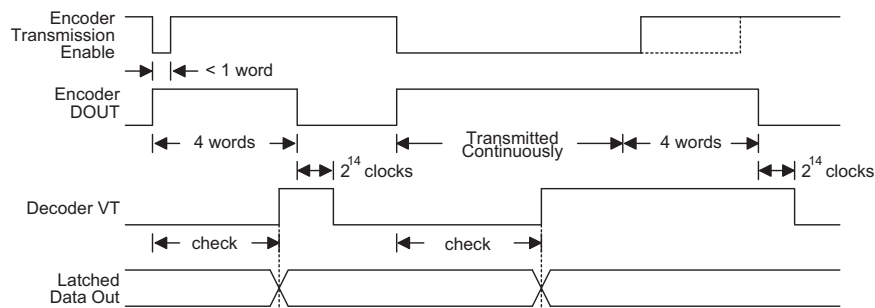 Encoder
Transmission
Enable
< 1 word
Encoder
DOUT
4 words
Transmitted
Continuously
4 words
2^14 clocks
2^14 clocks
Decoder VT
check
check
Latched
Data Out